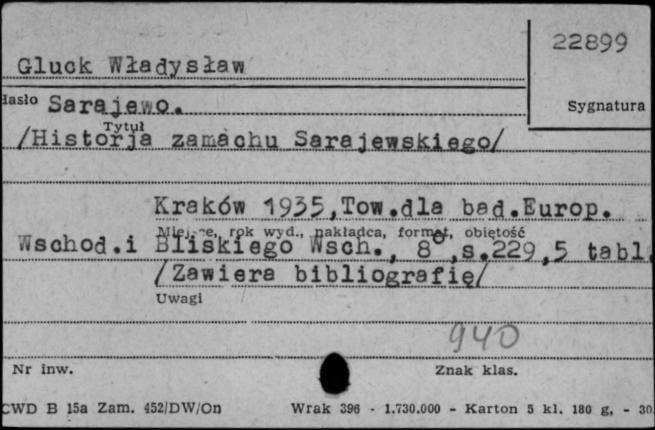 22899
Gluck Władysław
Hasło Sarajewo.
Sygnatura
Tytuł
/Historja zamachu Sarajewskiego/
Kraków 1935,Tow.dla bad.Europ.
Miejsce, rok wyd., nakładca, format, objętość
Wschod.i Bliskiego Wsch., 8°,s.229,5 tabl.
/Zawiera bibliografię/
Uwagi
940
Nr inw.
Znak klas.
CWD B 15a Zam. 452/DW/On Wrak 396 - 1.730.000 - Karton 5 kl. 180 g, - 30